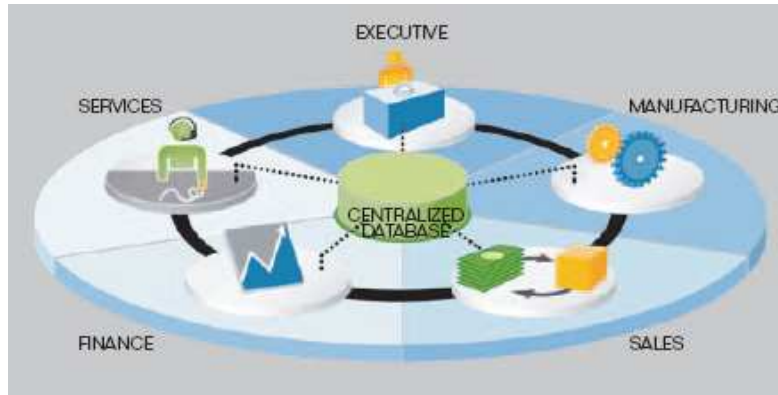 EXECUTIVE
SERVICES
MANUFACTURING
CENTRALIZED
DATABASE
FINANCE
SALES